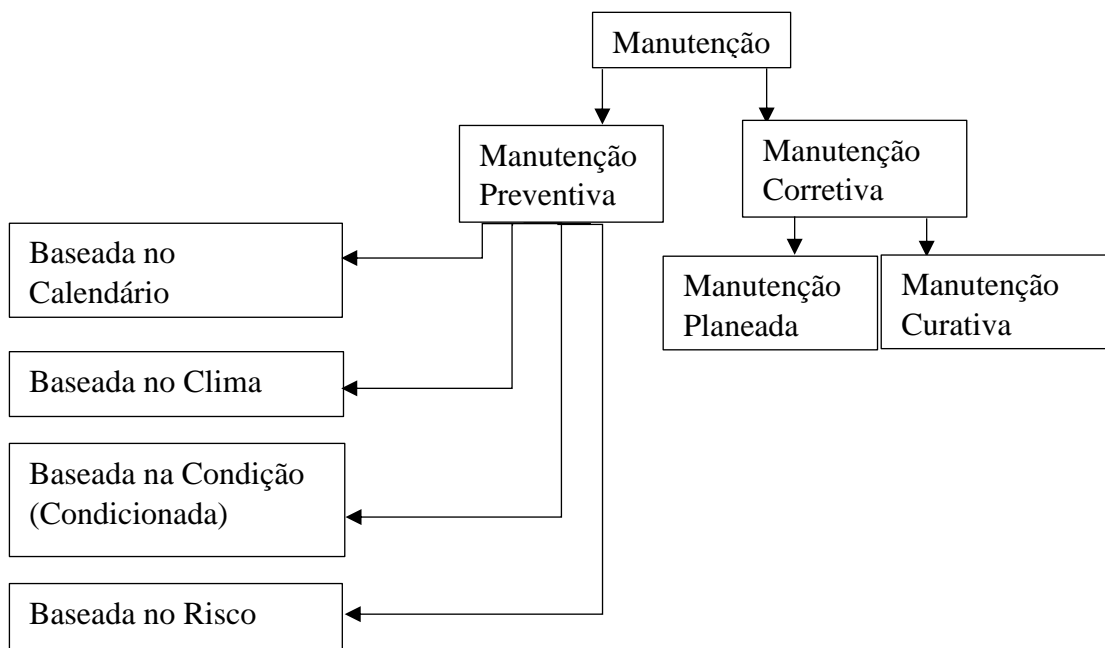 Manutenção
Manutenção
Preventiva
Manutenção
Corretiva
Baseada no
Calendário
Manutenção
Planeada
Manutenção
Curativa
Baseada no Clima
Baseada na Condição
(Condicionada)
Baseada no Risco